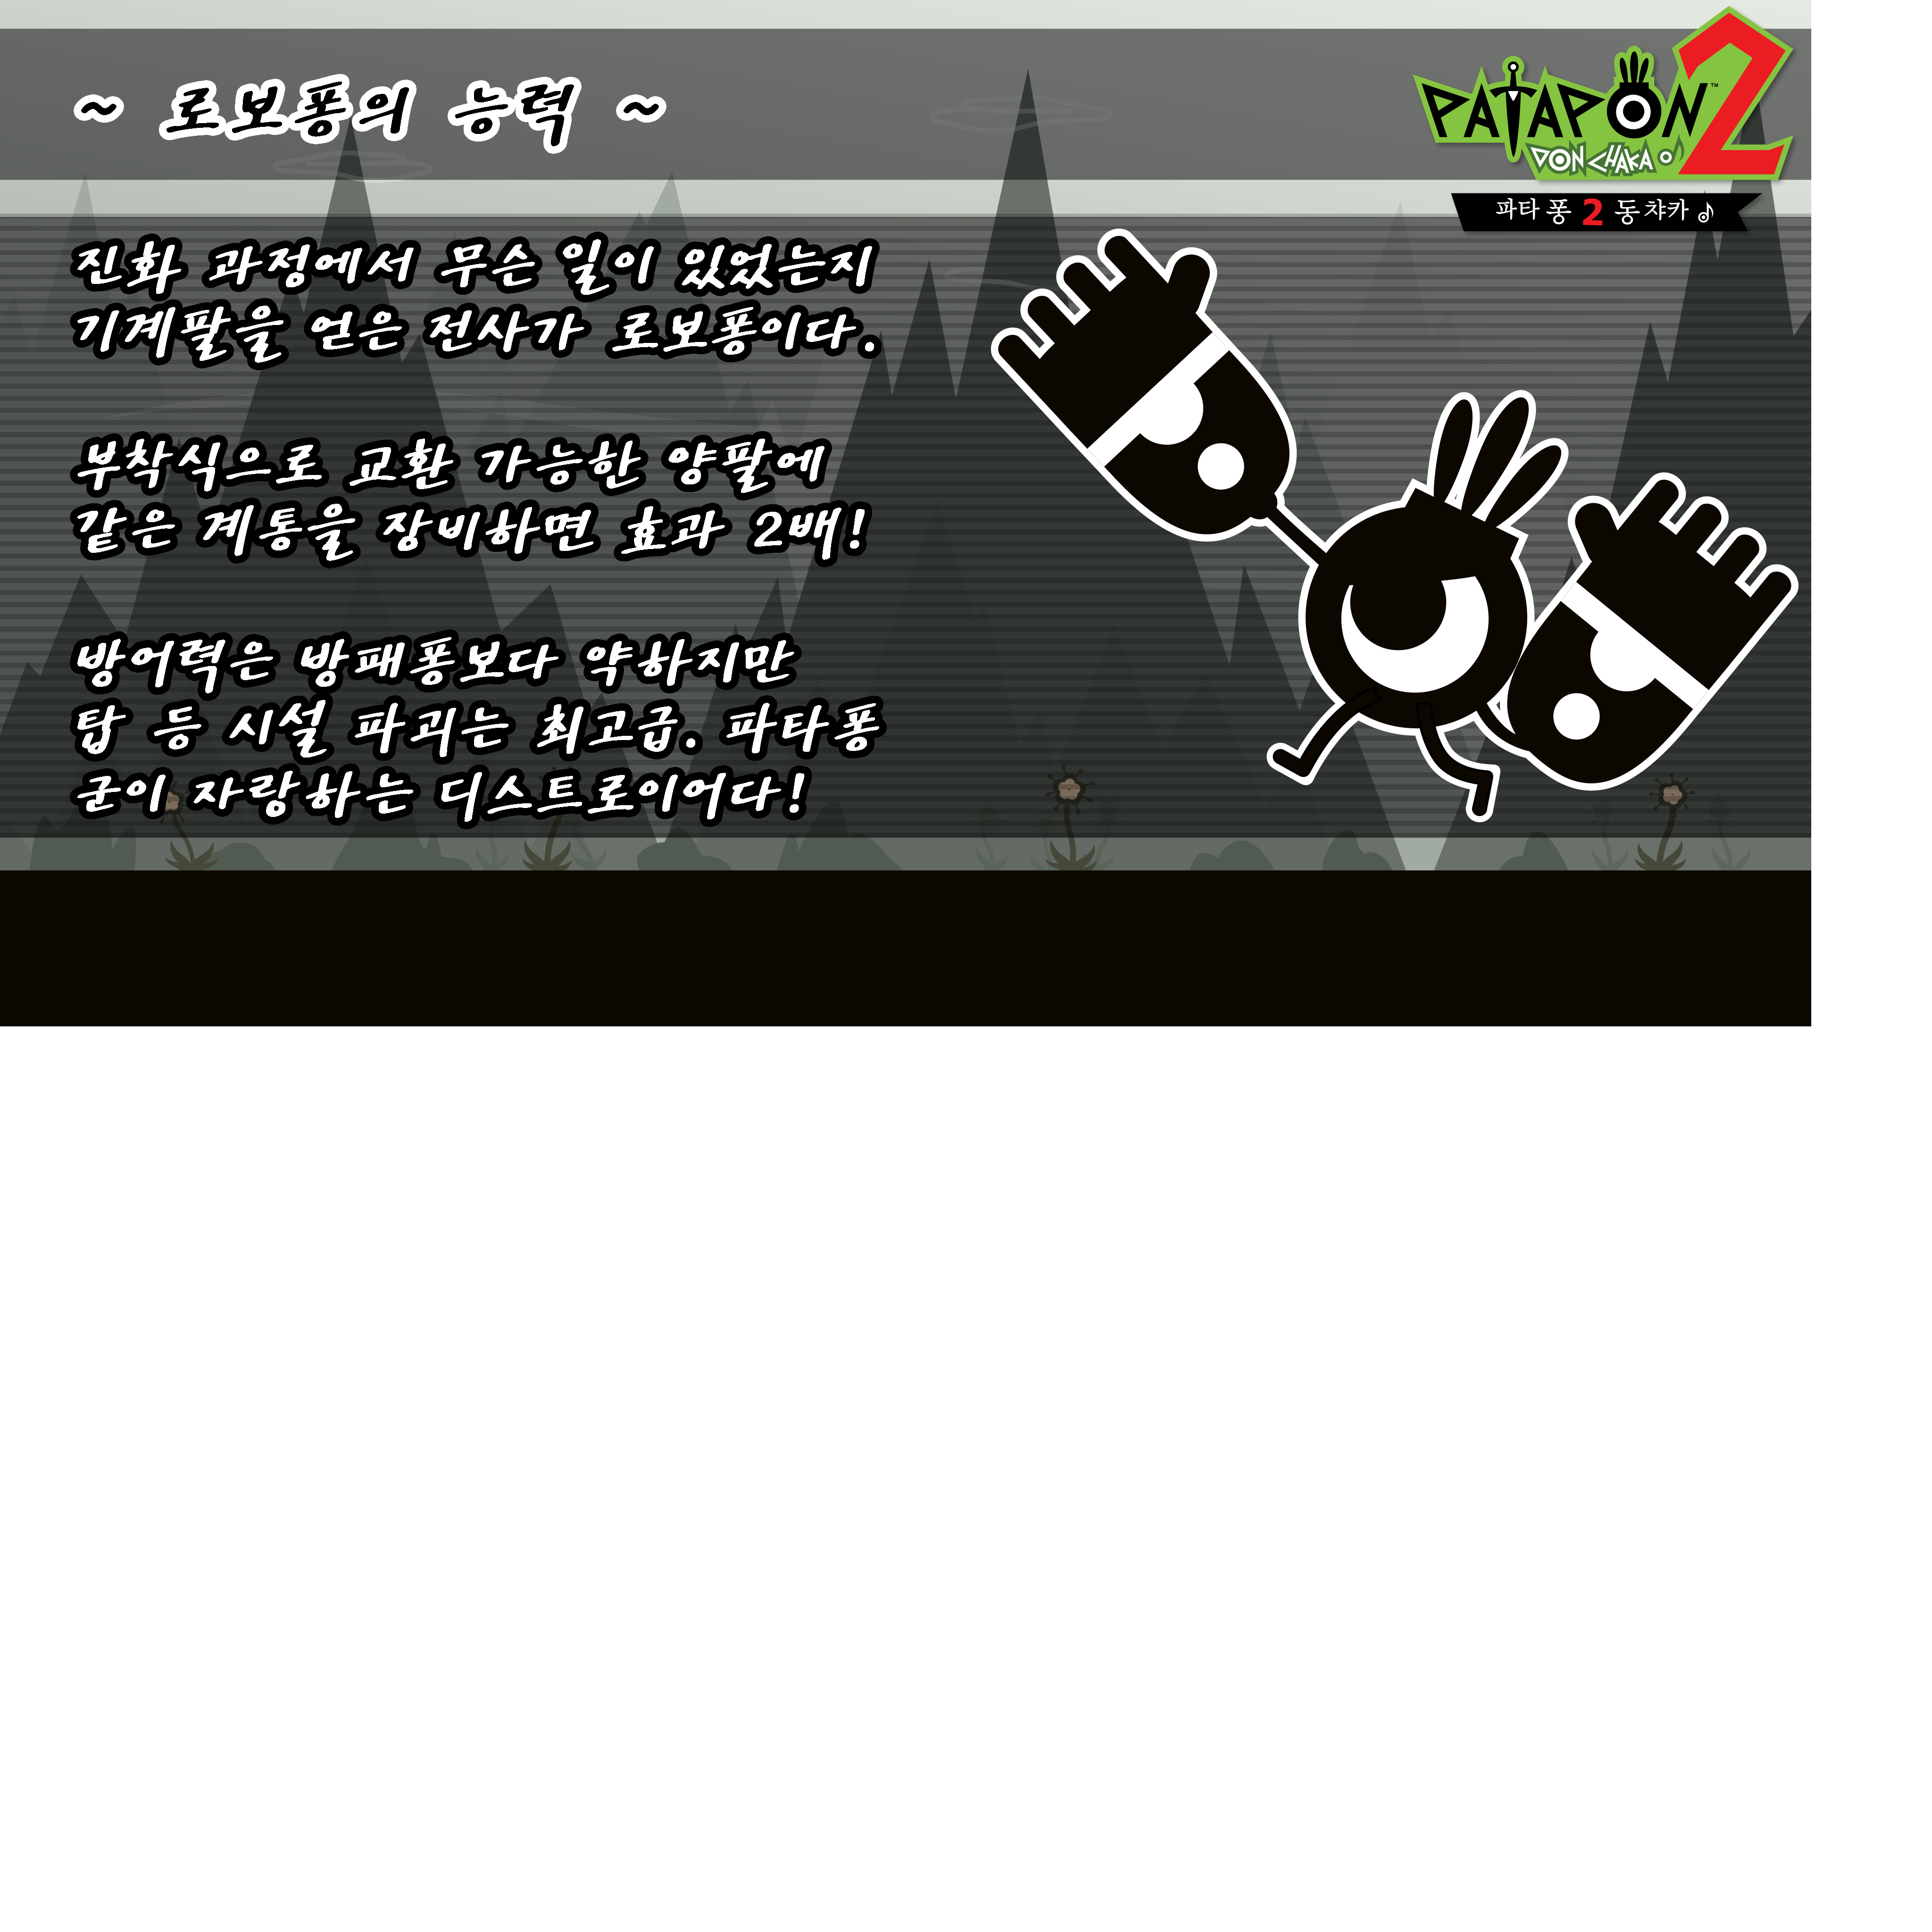 ~ 로보퐁의 능력 ~
PATAPON 2™
DON CHAKA♪
파타퐁 2 동챠카♪
진화 과정에서 무슨 일이 있었는지
기계팔을 얻은 전사가 로보퐁이다.
부착식으로 교환 가능한 양팔에
같은 계통을 장비하면 효과 2배!
방어력은 방패퐁보다 약하지만
탑 등 시설 파괴는 최고급. 파타퐁
군이 자랑하는 디스트로이어다!